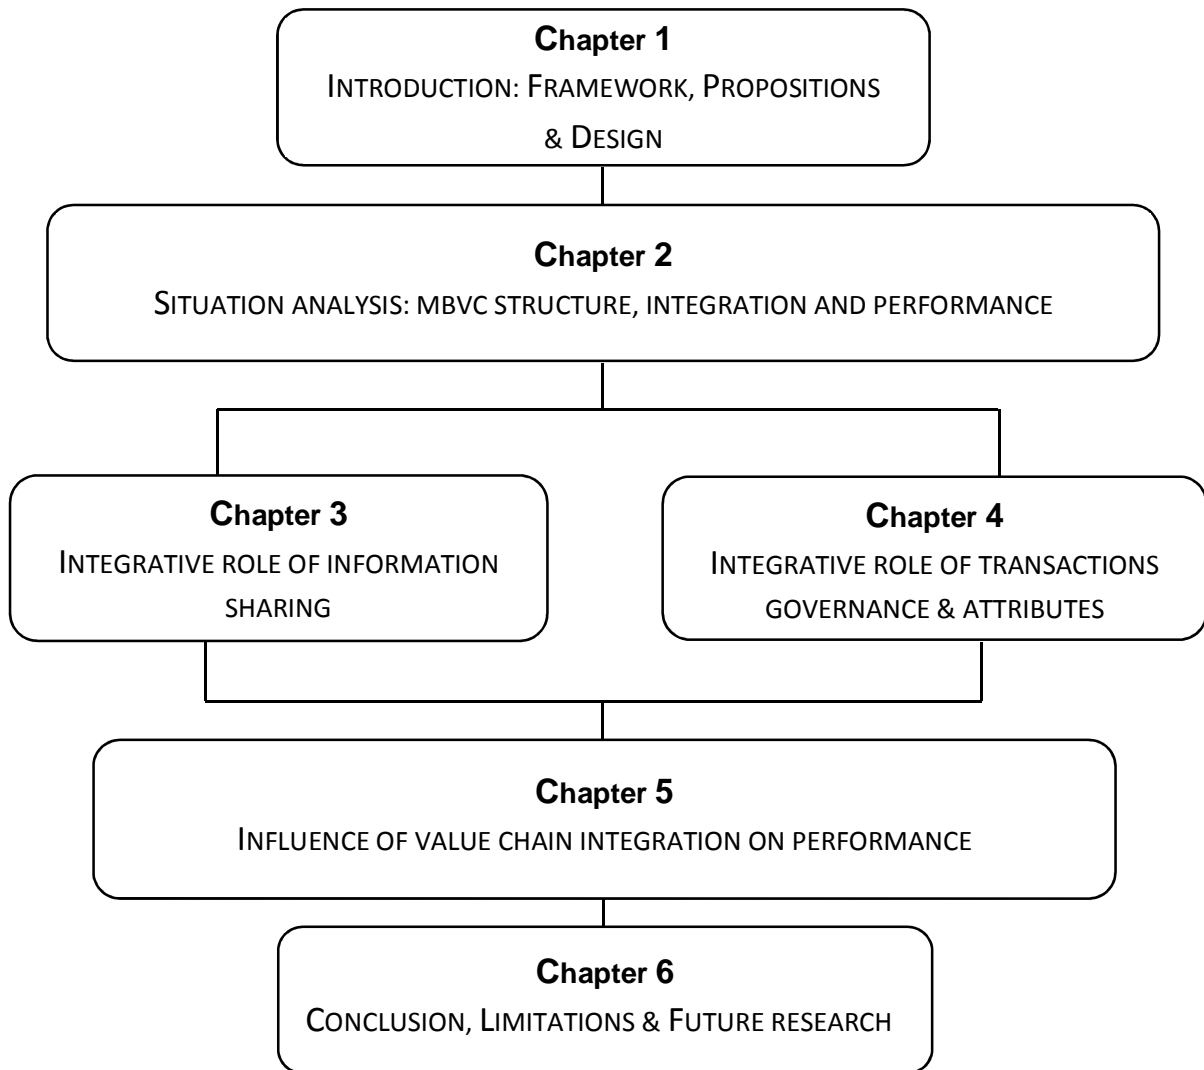 Chapter 1
INTRODUCTION: FRAMEWORK, PROPOSITIONS
& DESIGN
Chapter 2
SITUATION ANALYSIS: MBVC STRUCTURE, INTEGRATION AND PERFORMANCE
Chapter 3
INTEGRATIVE ROLE OF INFORMATION
SHARING
Chapter 4
INTEGRATIVE ROLE OF TRANSACTIONS
GOVERNANCE & ATTRIBUTES
Chapter 5
INFLUENCE OF VALUE CHAIN INTEGRATION ON PERFORMANCE
Chapter 6
CONCLUSION, LIMITATIONS & FUTURE RESEARCH